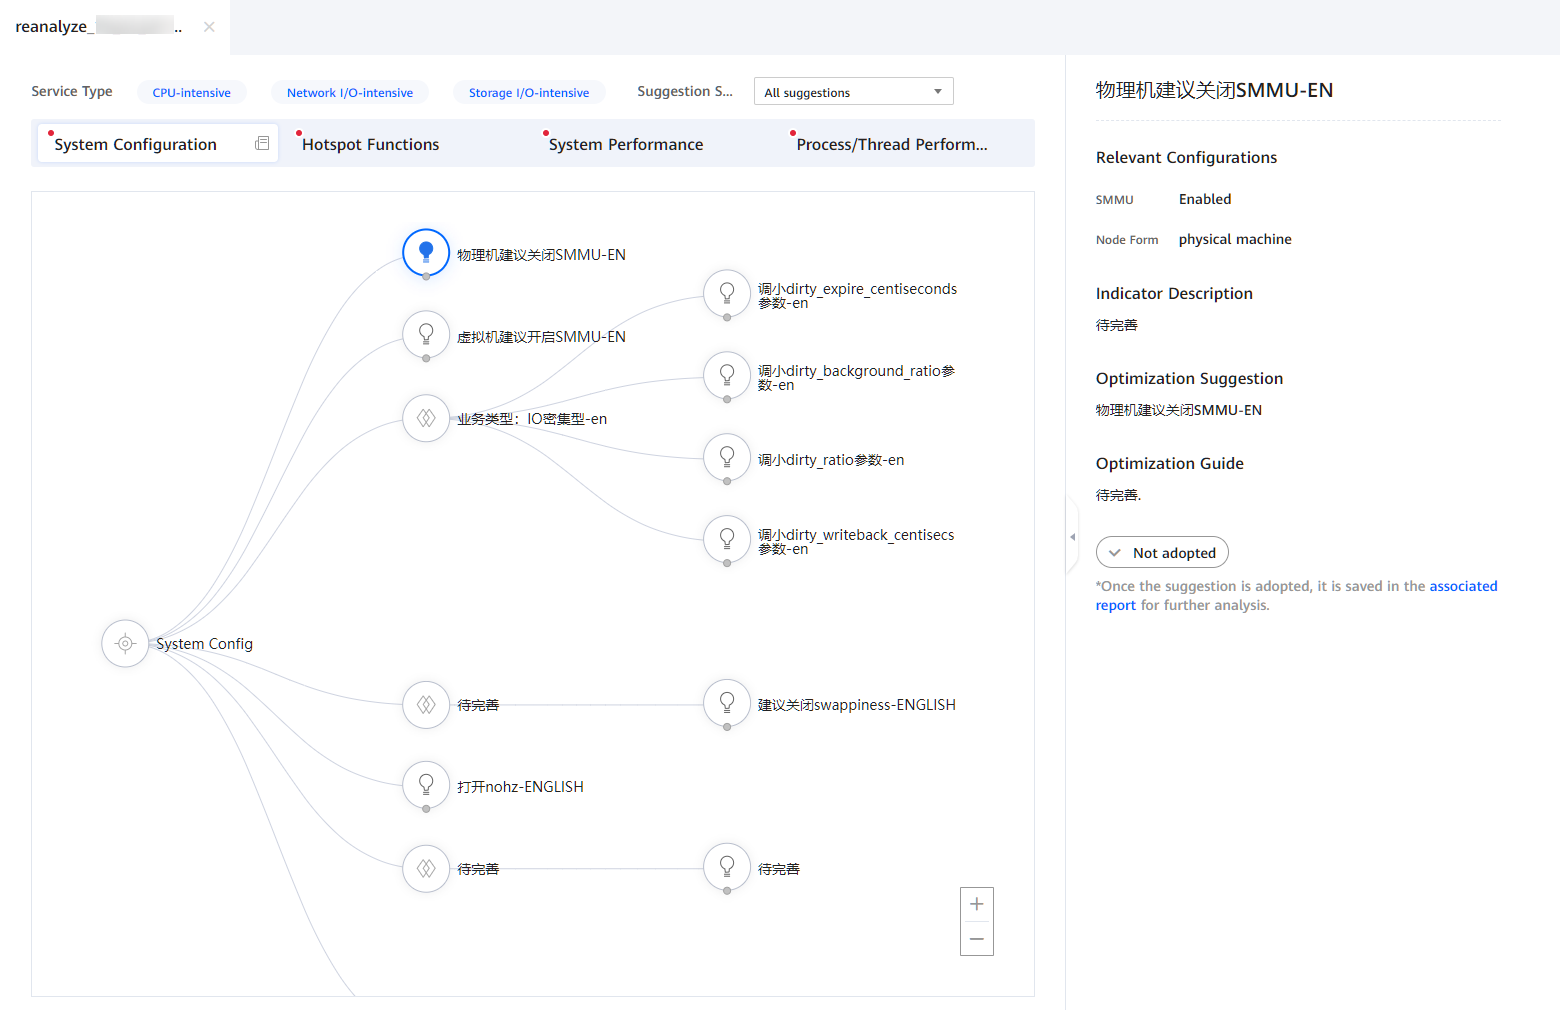 reanalyze_
..
Service Type
CPU-intensive
Network I/O-intensive
Storage I/O-intensive
Suggestion S...
All suggestions
System Configuration
Hotspot Functions
System Performance
Process/Thread Perform...
物理机建议关闭SMMU-EN
虚拟机建议开启SMMU-EN
业务类型：IO密集型-en
调小dirty_expire_centiseconds
参数-en
调小dirty_background_ratio参
数-en
调小dirty_ratio参数-en
调小dirty_writeback_centisecs
参数-en
System Config
待完善
建议关闭swappiness-ENGLISH
打开nohz-ENGLISH
待完善
待完善
物理机建议关闭SMMU-EN
Relevant Configurations
SMMU Enabled
Node Form physical machine
Indicator Description
待完善
Optimization Suggestion
物理机建议关闭SMMU-EN
Optimization Guide
待完善.
Not adopted
*Once the suggestion is adopted, it is saved in the associated
report for further analysis.